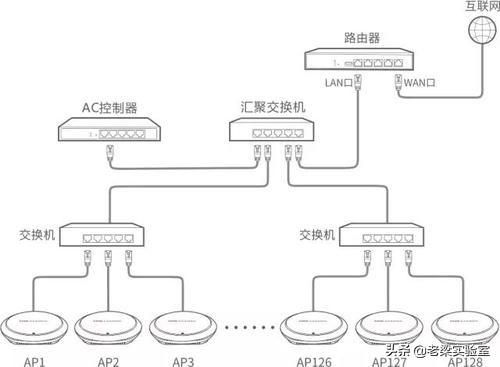 互联网
路由器
LAN口
WAN口
AC控制器
汇聚交换机
交换机
交换机
AP1
AP2
AP3
······
AP126
AP127
AP128
头条 @老梁实验室